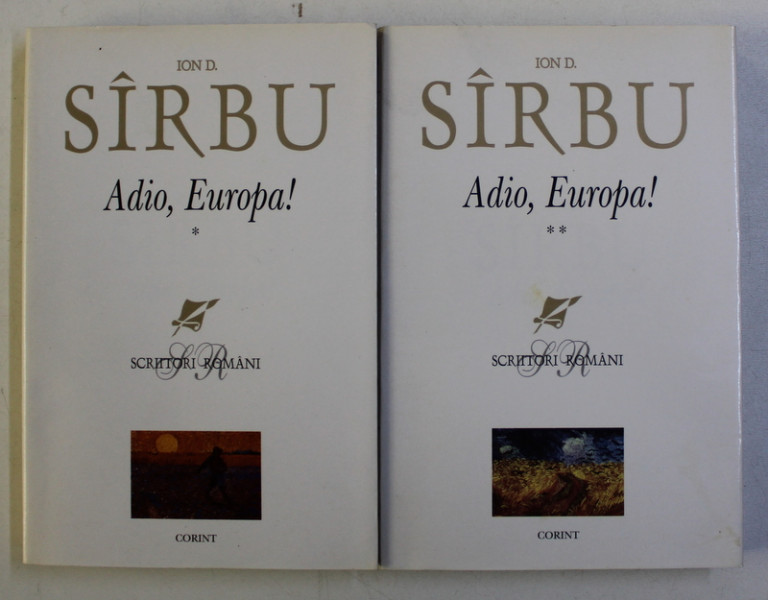 ION D.
SÎRBU
Adio, Europa!
*
SCRIITORI ROMÂNI
SR
CORINT
ION D.
SÎRBU
Adio, Europa!
**
SCRIITORI ROMÂNI
SR
CORINT